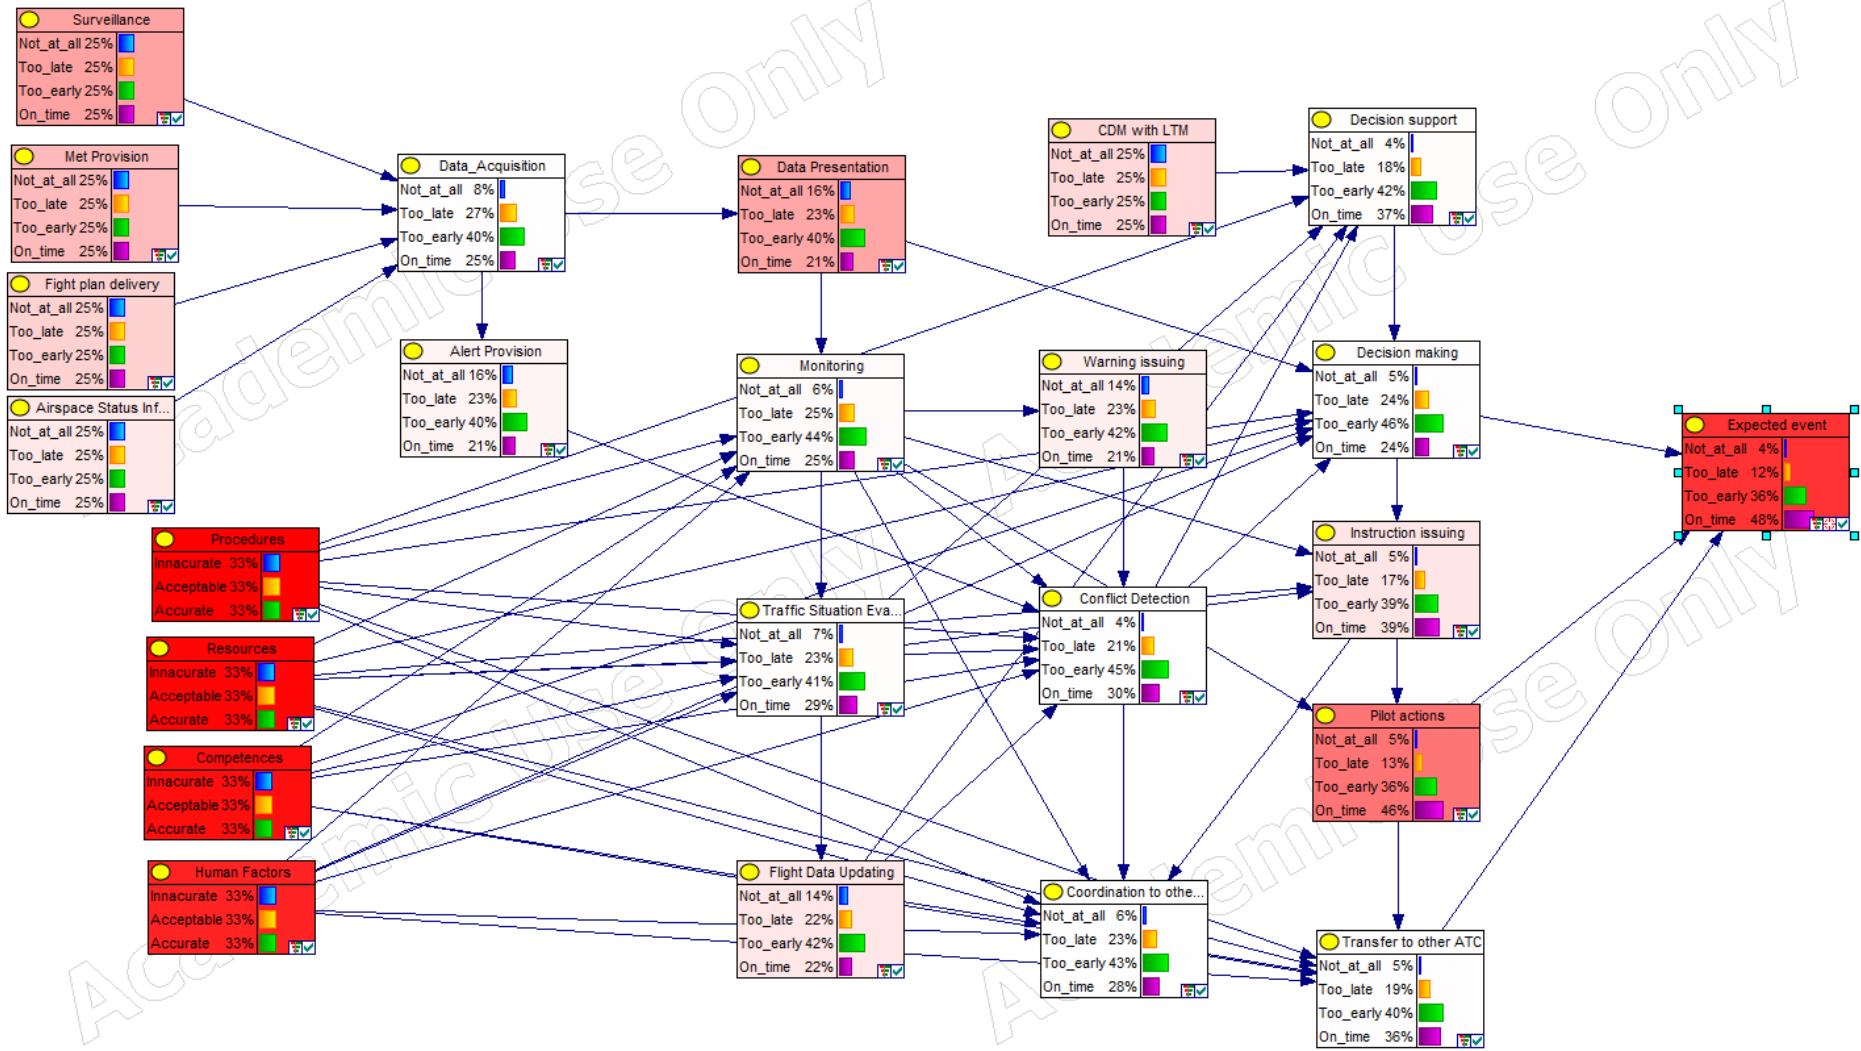 Surveillance
Not_at_all 25%
Too_late 25%
Too_early 25%
On_time 25%
Met Provision
Not_at_all 25%
Too_late 25%
Too_early 25%
On_time 25%
Fight plan delivery
Not_at_all 25%
Too_late 25%
Too_early 25%
On_time 25%
Airspace Status Inf...
Not_at_all 25%
Too_late 25%
Too_early 25%
On_time 25%
Procedures
Innacurate 33%
Acceptable 33%
Accurate 33%
Resources
Innacurate 33%
Acceptable 33%
Accurate 33%
Competences
Innacurate 33%
Acceptable 33%
Accurate 33%
Human Factors
Innacurate 33%
Acceptable 33%
Accurate 33%
Data_Acquisition
Not_at_all 8%
Too_late 27%
Too_early 40%
On_time 25%
Alert Provision
Not_at_all 16%
Too_late 23%
Too_early 40%
On_time 21%
Data Presentation
Not_at_all 16%
Too_late 23%
Too_early 40%
On_time 21%
Monitoring
Not_at_all 6%
Too_late 25%
Too_early 44%
On_time 25%
Traffic Situation Eva...
Not_at_all 7%
Too_late 23%
Too_early 41%
On_time 29%
Flight Data Updating
Not_at_all 14%
Too_late 22%
Too_early 42%
On_time 22%
CDM with LTM
Not_at_all 25%
Too_late 25%
Too_early 25%
On_time 25%
Warning issuing
Not_at_all 14%
Too_late 23%
Too_early 42%
On_time 21%
Conflict Detection
Not_at_all 4%
Too_late 21%
Too_early 45%
On_time 30%
Coordination to othe...
Not_at_all 6%
Too_late 23%
Too_early 43%
On_time 28%
Decision support
Not_at_all 4%
Too_late 18%
Too_early 42%
On_time 37%
Decision making
Not_at_all 5%
Too_late 24%
Too_early 46%
On_time 24%
Instruction issuing
Not_at_all 5%
Too_late 17%
Too_early 39%
On_time 39%
Pilot actions
Not_at_all 5%
Too_late 13%
Too_early 36%
On_time 46%
Transfer to other ATC
Not_at_all 5%
Too_late 19%
Too_early 40%
On_time 36%
Expected event
Not_at_all 4%
Too_late 12%
Too_early 36%
On_time 48%
Academic Use Only
Academic Use Only
Academic Use Only
Academic Use Only